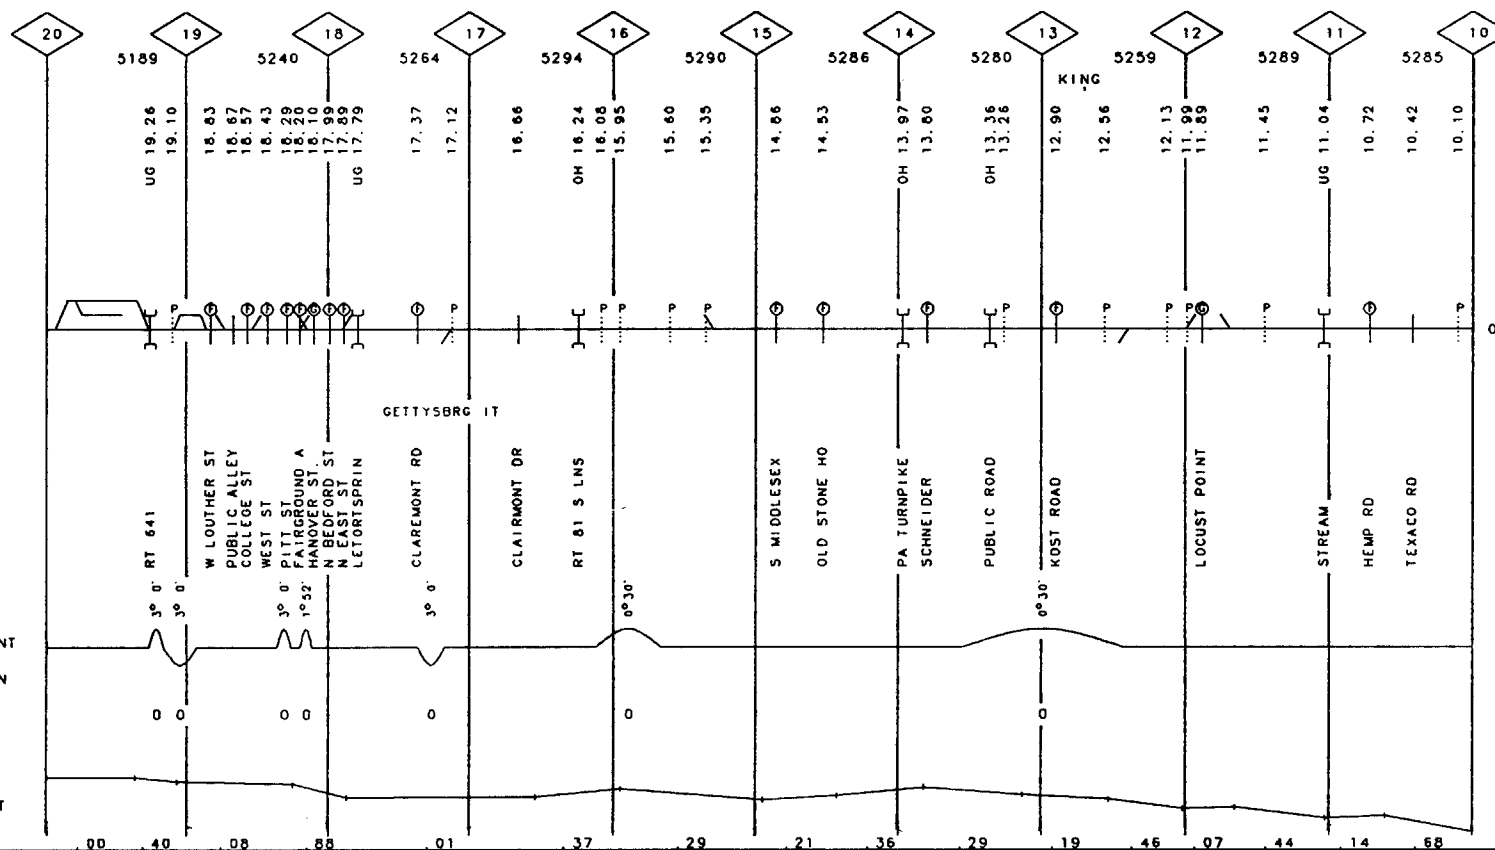 20 19 18 17 16 15 14 13 12 11 10
5189 5240 5264 5294 5290 5286 5280 5259 5289 5285
KING
UG 19.26
19.10
18.83
18.67
18.57
18.43
18.29
18.20
18.10
17.99
17.89
UG 17.79
17.37
17.12
16.66
OH 16.24
16.08
15.95
15.60
15.35
14.86
14.53
OH 13.97
13.80
OH 13.36
13.26
12.90
12.56
12.13
11.99
11.89
11.45
UG 11.04
10.72
10.42
10.10
P F F F F F G F F F P P P P P F F F P F P P P G P F P
GETTYSBRG IT
RT 641
W LOUTHER ST
PUBLIC ALLEY
COLLEGE ST
WEST ST
PITT ST
FAIRGROUND A
HANOVER ST.
N BEDFORD ST
N EAST ST
LETORTSPRIN
CLAREMONT RD
CLAIRMONT DR
RT 81 S LNS
S MIDDLESEX
OLD STONE HO
PA TURNPIKE
SCHNEIDER
PUBLIC ROAD
KOST ROAD
LOCUST POINT
STREAM
HEMP RD
TEXACO RD
3° 0' 3° 0' 3° 0' 1°52' 3° 0' 0°30' 0°30'
NT
N
0 0 0 0 0 0 0
T
.00 .40 .08 .88 .01 .37 .29 .21 .36 .29 .19 .46 .07 .44 .14 .68